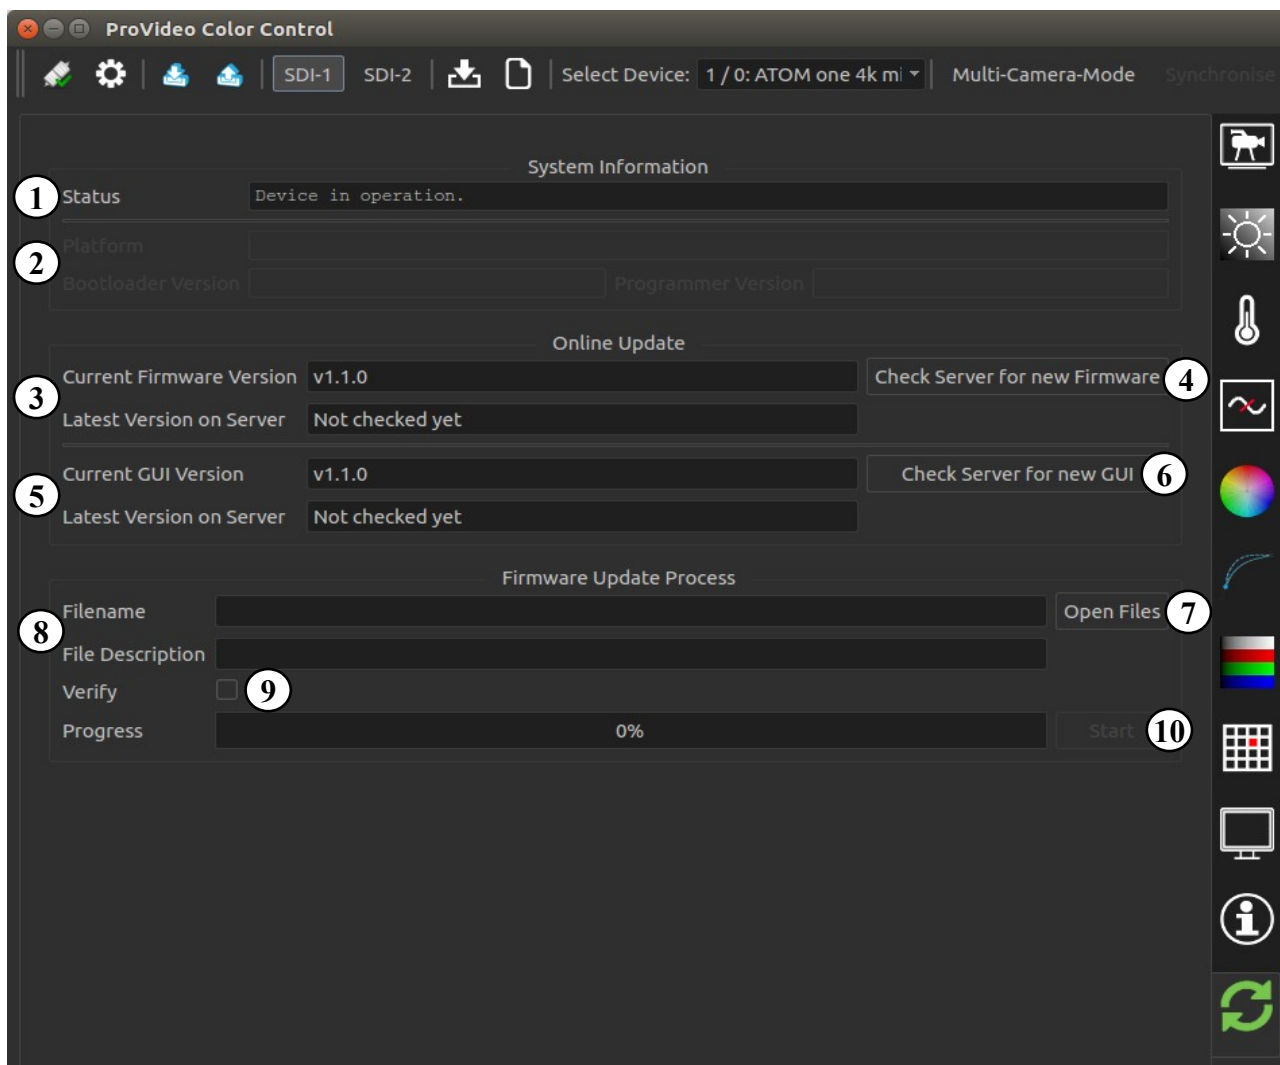 ProVideo Color Control
SDI-1 SDI-2 Select Device: 1 / 0: ATOM one 4k mi Multi-Camera-Mode Synchronise
System Information
1 Status Device in operation.
2 Platform
Bootloader Version Programmer Version
Online Update
3 Current Firmware Version v1.1.0 Check Server for new Firmware 4
Latest Version on Server Not checked yet
5 Current GUI Version v1.1.0 Check Server for new GUI 6
Latest Version on Server Not checked yet
Firmware Update Process
8 Filename Open Files 7
File Description
Verify 9
Progress 0% Start 10